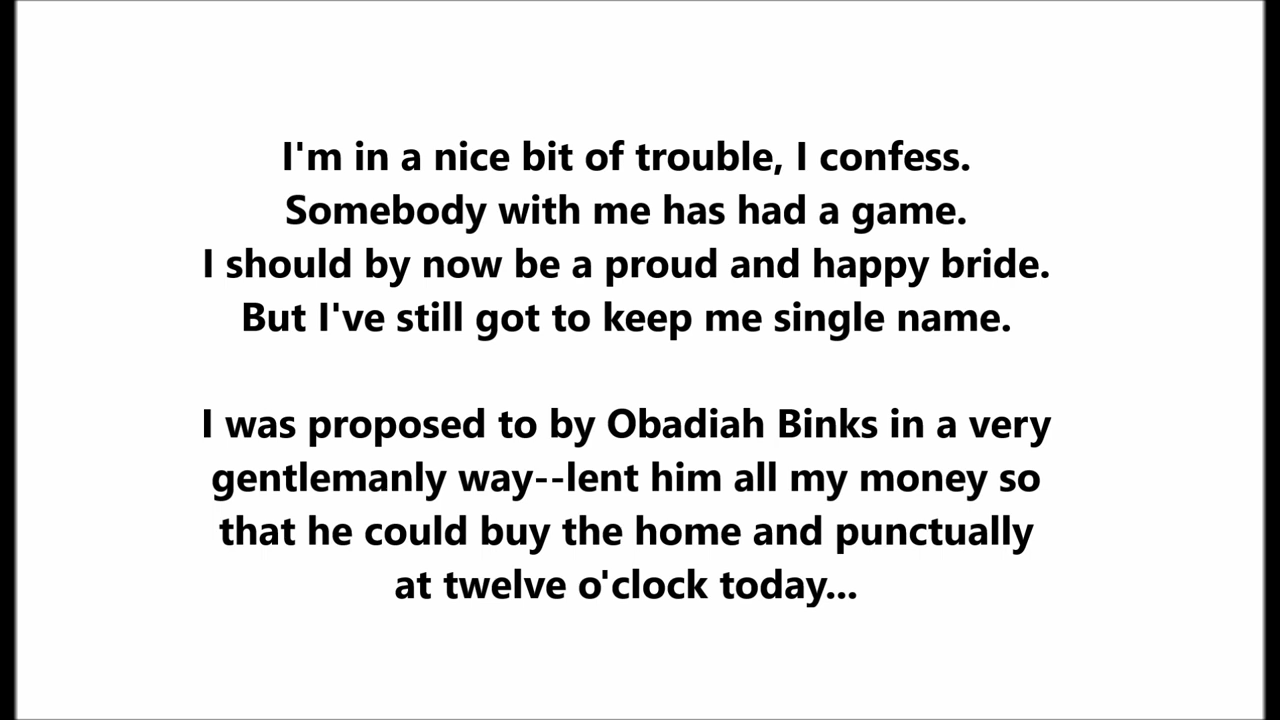 I'm in a nice bit of trouble, I confess.
Somebody with me has had a game.
I should by now be a proud and happy bride.
But I've still got to keep me single name.
I was proposed to by Obadiah Binks in a very
gentlemanly way--lent him all my money so
that he could buy the home and punctually
at twelve o'clock today...